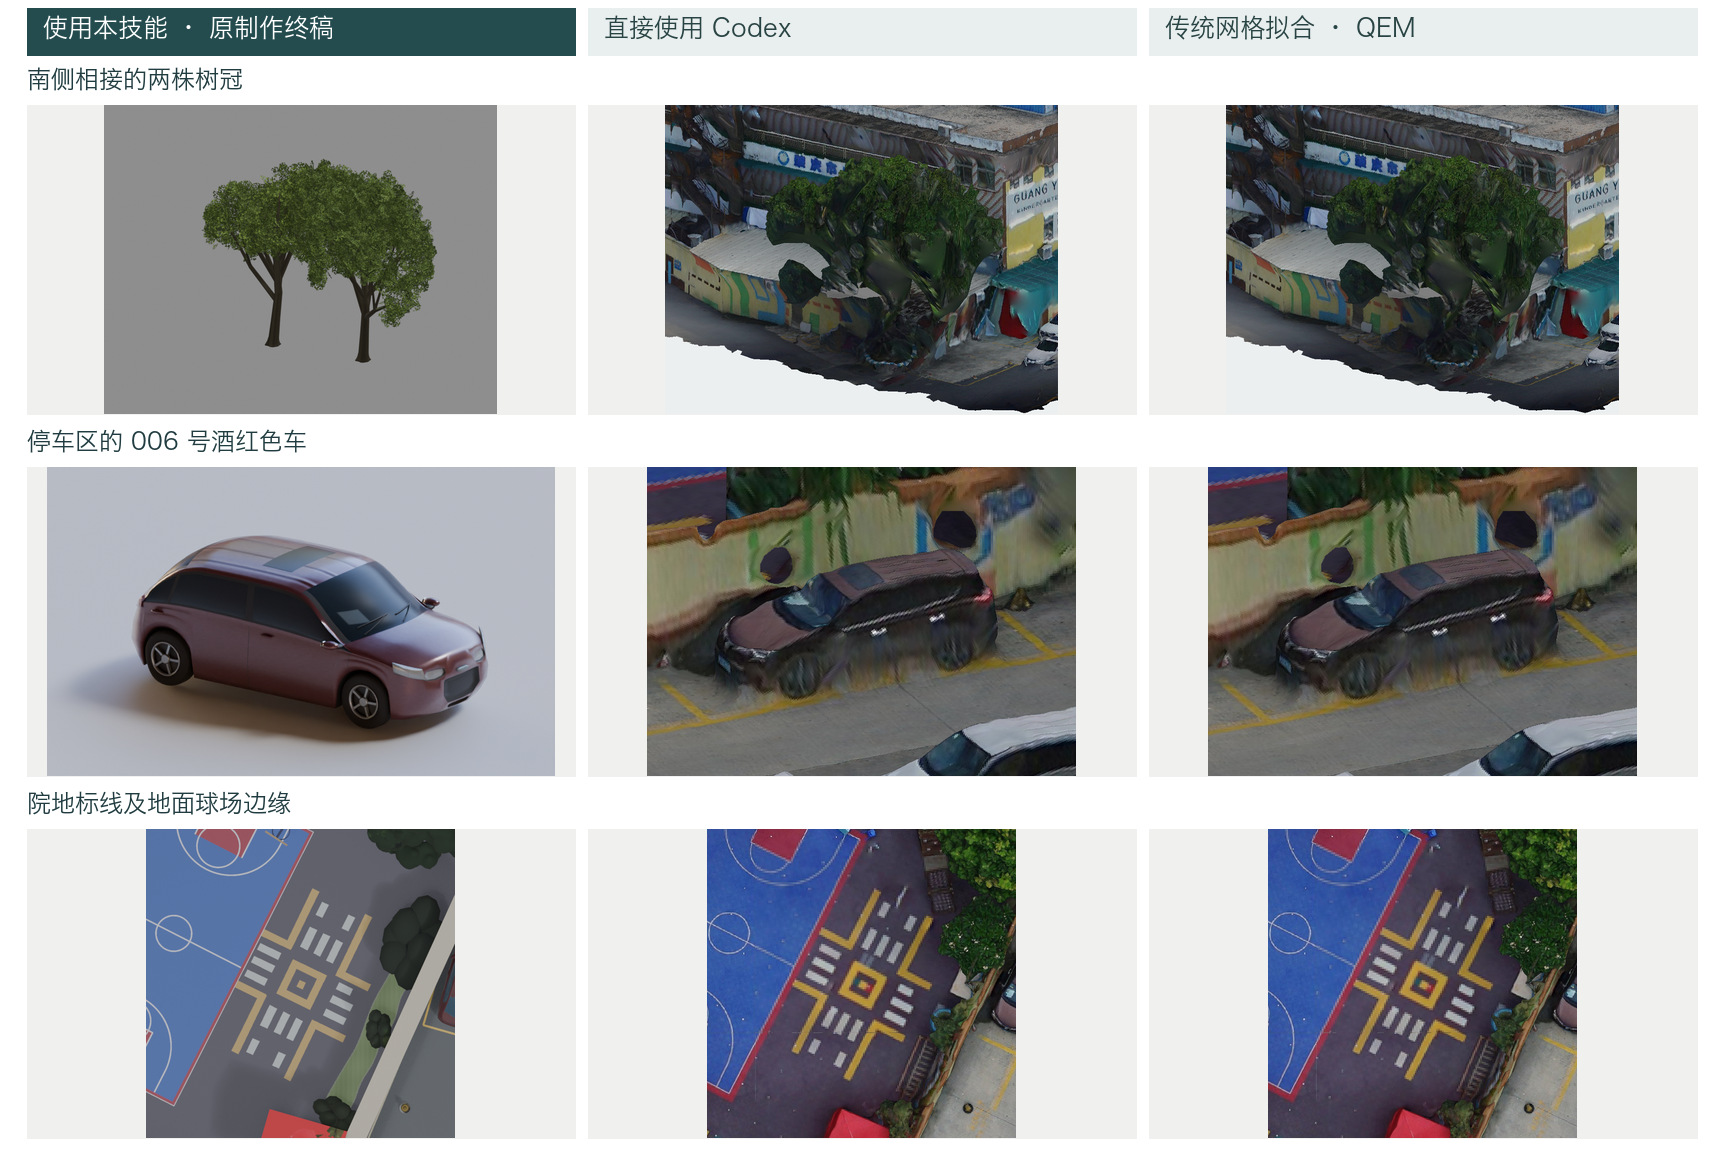 使用本技能 · 原制作终稿
直接使用 Codex
传统网格拟合 · QEM
南侧相接的两株树冠
GUANG Y
GUANG Y
停车区的 006 号酒红色车
院地标线及地面球场边缘